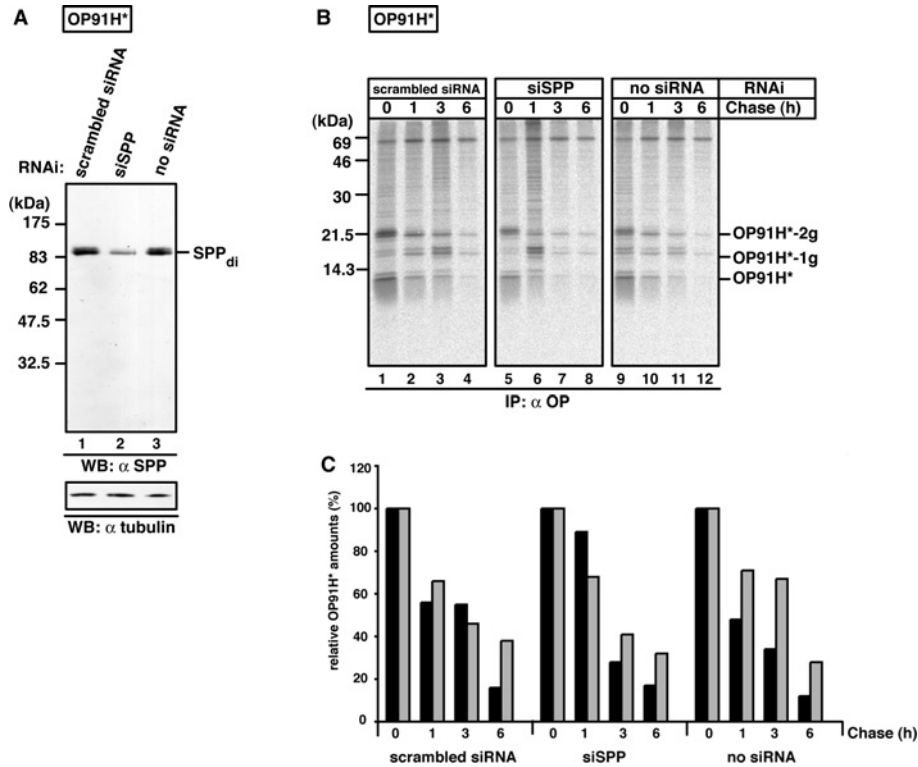 A
OP91H*
RNAi:
scrambled siRNA
siSPP
no siRNA
(kDa)
175
83
62
47.5
32.5
SPPdi
1 2 3
WB: α SPP
WB: α tubulin
B
OP91H*
scrambled siRNA siSPP no siRNA RNAi
0 1 3 6 0 1 3 6 0 1 3 6 Chase (h)
(kDa)
69
46
30
21.5
14.3
OP91H*-2g
OP91H*-1g
OP91H*
1 2 3 4 5 6 7 8 9 10 11 12
IP: α OP
C
relative OP91H* amounts (%)
120
100
80
60
40
20
0
0 1 3 6 0 1 3 6 0 1 3 6 Chase (h)
scrambled siRNA siSPP no siRNA